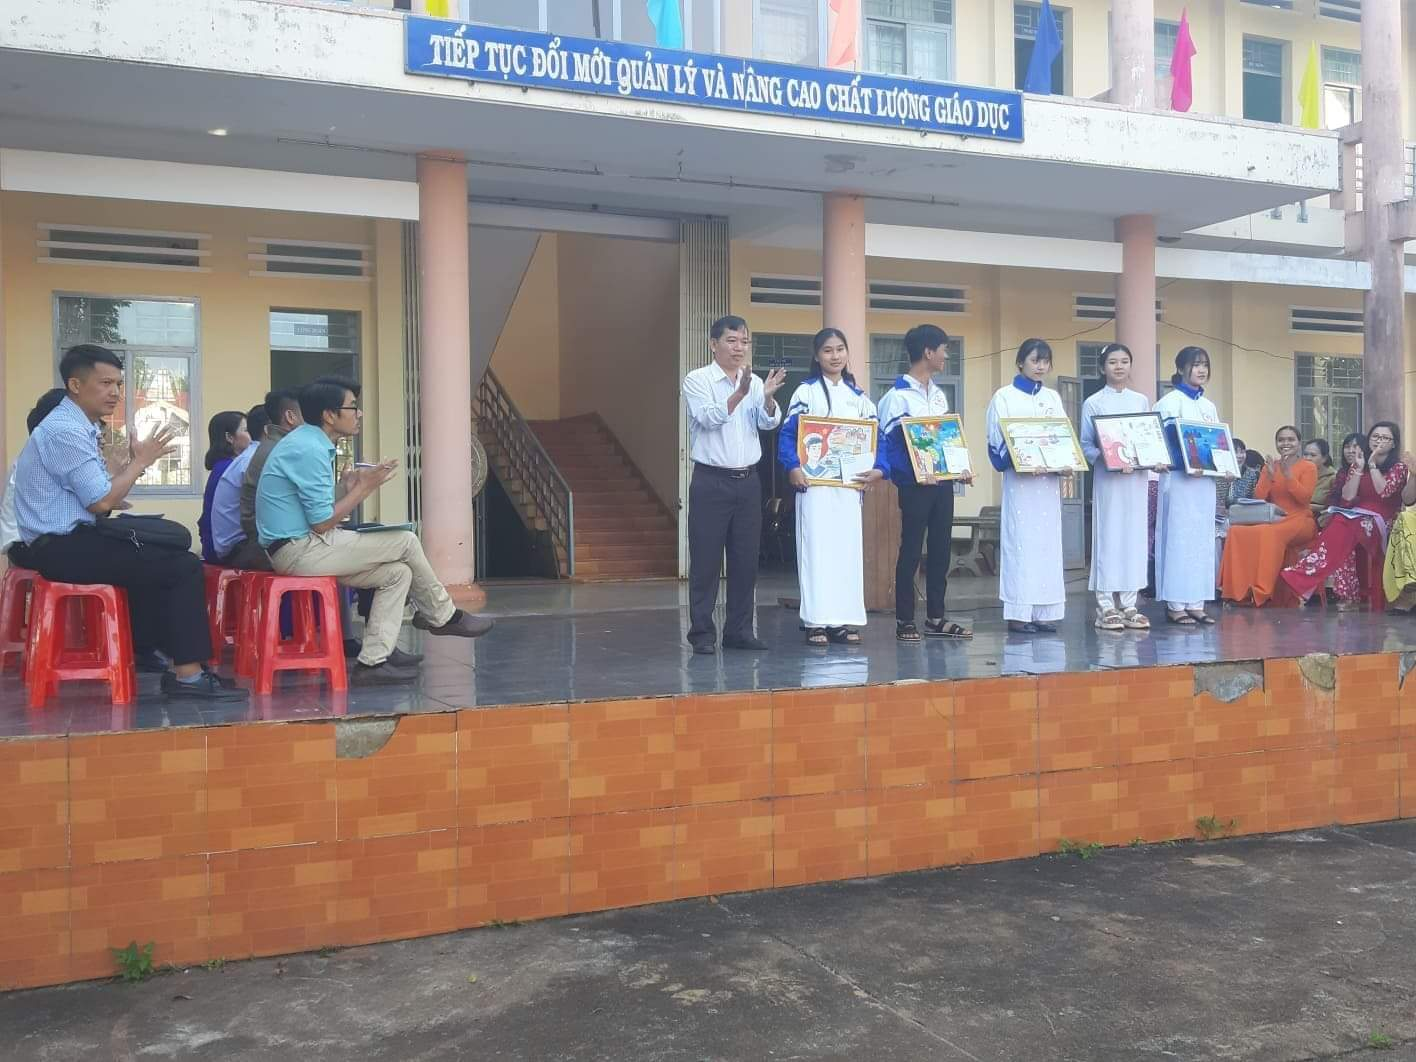 TIẾP TỤC ĐỔI MỚI QUẢN LÝ VÀ NÂNG CAO CHẤT LƯỢNG GIÁO DỤC